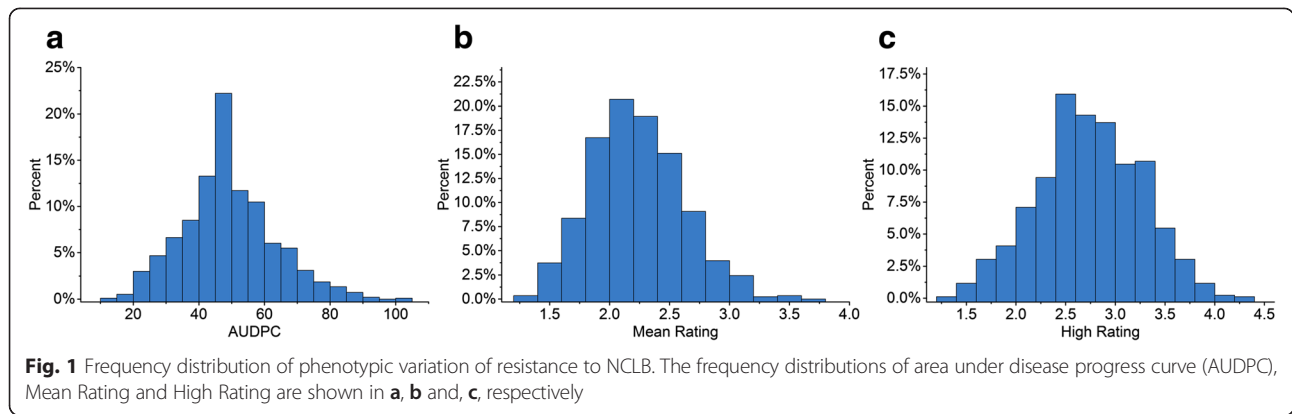 a
25%
20%
15%
10%
5%
0%
Percent
20 40 60 80 100
AUDPC
b
22.5%
20.0%
17.5%
15.0%
12.5%
10.0%
7.5%
5.0%
2.5%
0.0%
Percent
1.5 2.0 2.5 3.0 3.5 4.0
Mean Rating
c
17.5%
15.0%
12.5%
10.0%
7.5%
5.0%
2.5%
0.0%
Percent
1.5 2.0 2.5 3.0 3.5 4.0 4.5
High Rating
Fig. 1 Frequency distribution of phenotypic variation of resistance to NCLB. The frequency distributions of area under disease progress curve (AUDPC),
Mean Rating and High Rating are shown in a, b and, c, respectively